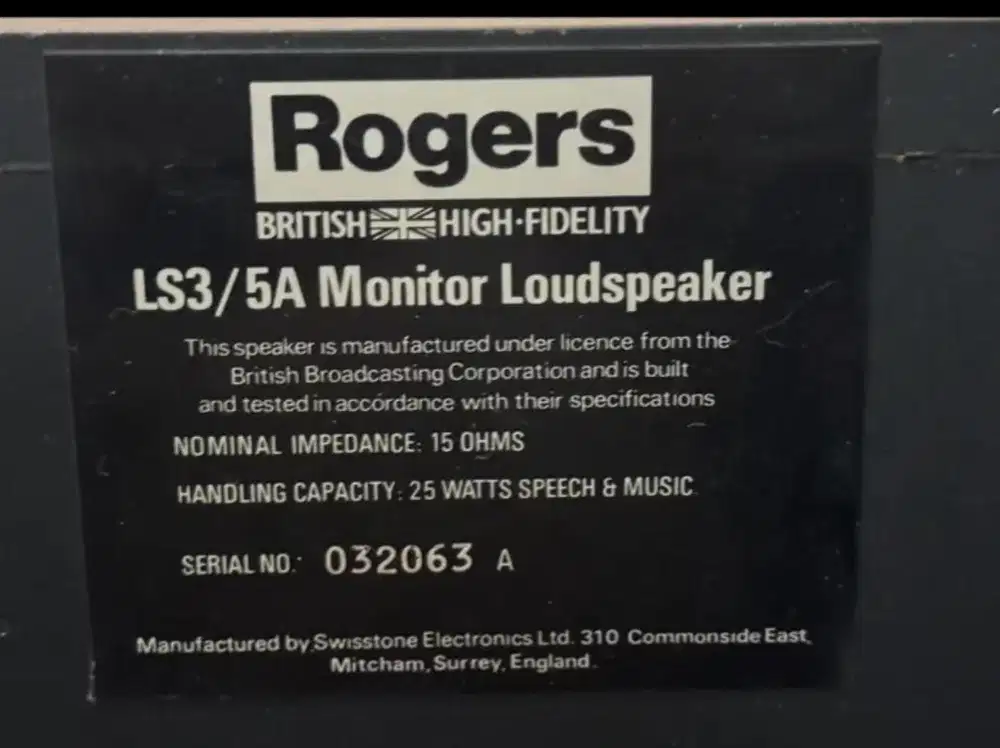 Rogers
BRITISH HIGH·FIDELITY
LS3/5A Monitor Loudspeaker
This speaker is manufactured under licence from the
British Broadcasting Corporation and is built
and tested in accordance with their specifications
NOMINAL IMPEDANCE: 15 OHMS
HANDLING CAPACITY: 25 WATTS SPEECH & MUSIC
SERIAL NO.: 032063 A
Manufactured by Swisstone Electronics Ltd. 310 Commonside East,
Mitcham, Surrey, England.